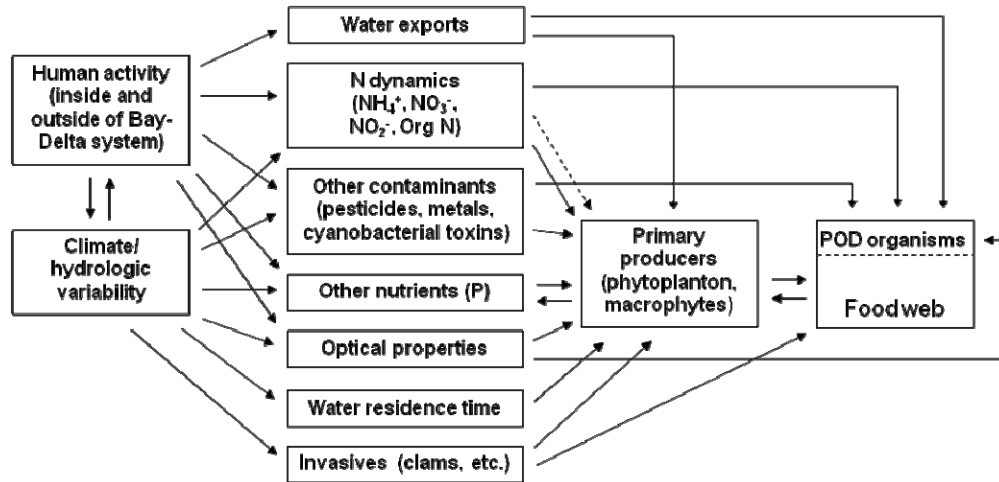 Water exports
Human activity
(inside and
outside of Bay-
Delta system)
N dynamics
(NH₄⁺, NO₃⁻,
NO₂⁻, Org N)
Other contaminants
(pesticides, metals,
cyanobacterial toxins)
Climate/
hydrologic
variability
Other nutrients (P)
Optical properties
Water residence time
Invasives (clams, etc.)
Primary
producers
(phytoplanton,
macrophytes)
POD organisms
Food web